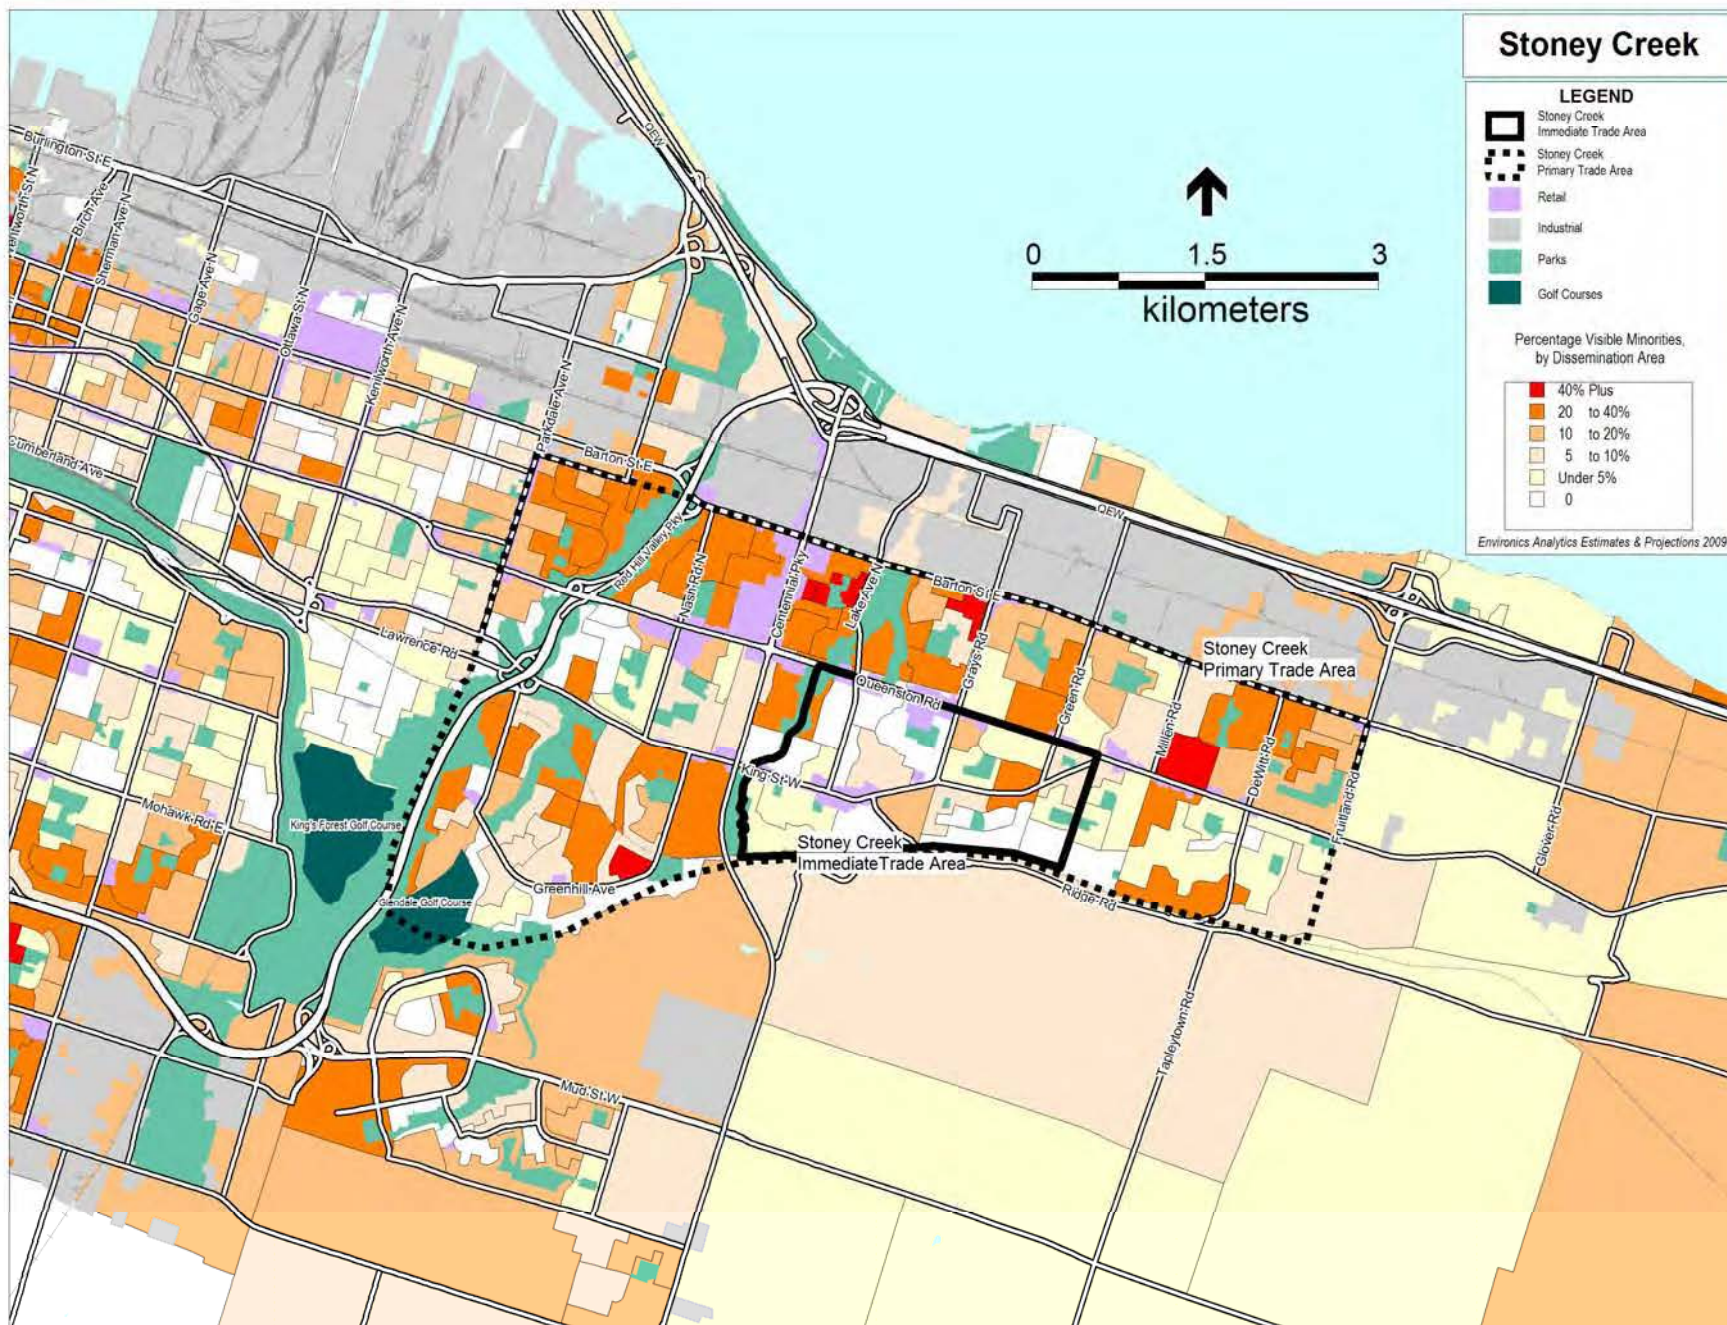 Stoney Creek
LEGEND
Stoney Creek
Immediate Trade Area
Stoney Creek
Primary Trade Area
Retail
Industrial
Parks
Golf Courses
Percentage Visible Minorities,
by Dissemination Area
40% Plus
20 to 40%
10 to 20%
5 to 10%
Under 5%
0
Environics Analytics Estimates & Projections 2009
0 1.5 3
kilometers
QEW
Burlington St E
Wentworth St N
Birch Ave
Sherman Ave N
Gage Ave N
Ottawa St N
Kenilworth Ave N
Parkdale Ave N
Cumberland Ave
Barton St E
Red Hill Valley Pky
Nash Rd N
Centennial Pky
Lake Ave N
Barton St E
Grays Rd
QEW
Lawrence Rd
Queenston Rd
Green Rd
Millen Rd
Stoney Creek
Primary Trade Area
DeWitt Rd
Fruitland Rd
Glover Rd
King St W
Mohawk Rd E
King's Forest Golf Course
Stoney Creek
Immediate Trade Area
Greenhill Ave
Glendale Golf Course
Ridge Rd
Tapleytown Rd
Mud St W